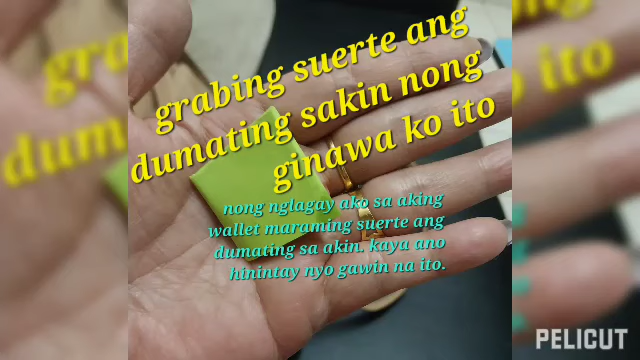 grabing suerte ang
dumating sakin nong
ginawa ko ito
nong nglagay ako sa aking
wallet maraming suerte ang
dumating sa akin. kaya ano
hinintay nyo gawin na ito.
PELICUT